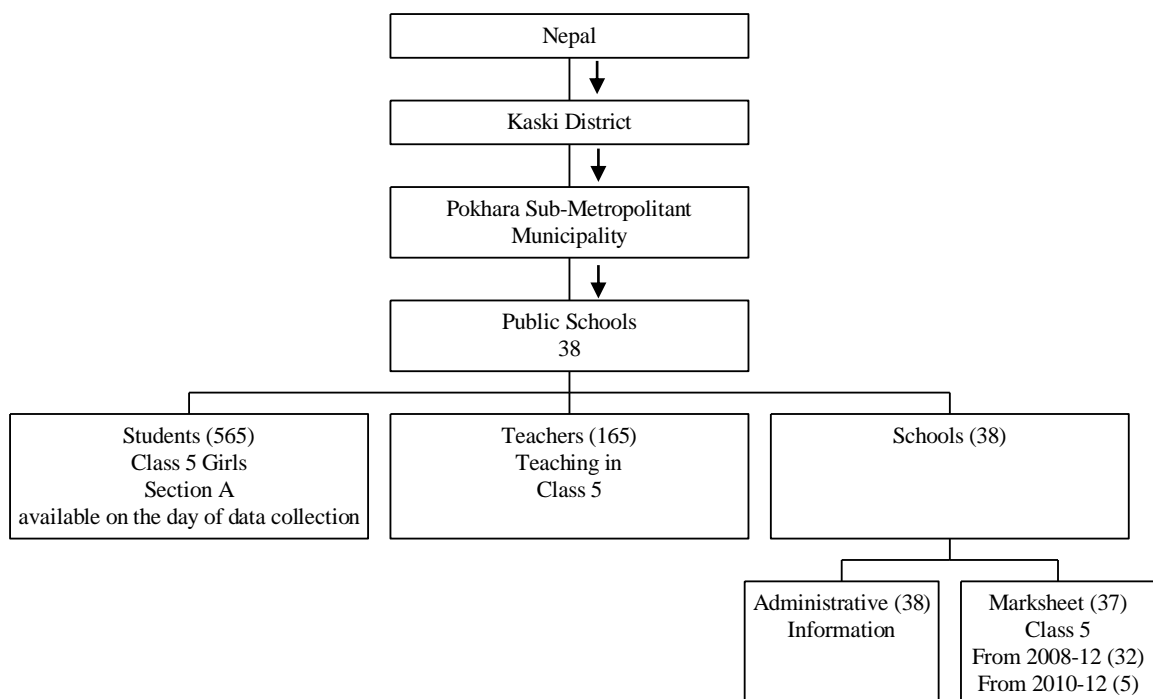 Nepal
Kaski District
Pokhara Sub-Metropolitant
Municipality
Public Schools
38
Students (565)
Class 5 Girls
Section A
available on the day of data collection
Teachers (165)
Teaching in
Class 5
Schools (38)
Administrative (38)
Information
Marksheet (37)
Class 5
From 2008-12 (32)
From 2010-12 (5)